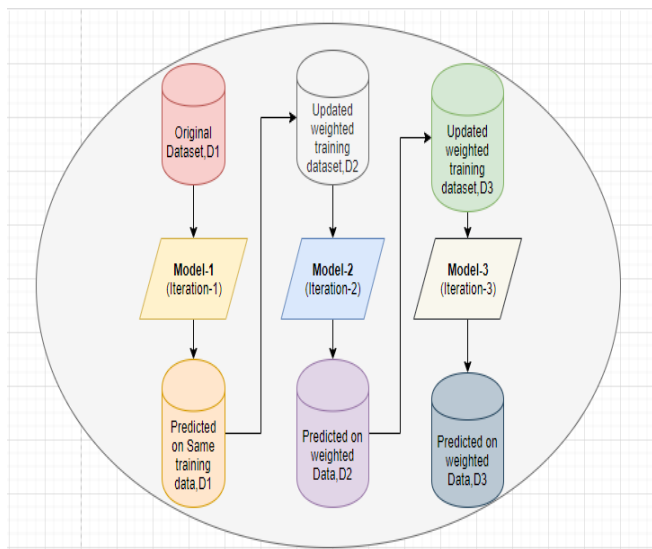 Original
Dataset,D1
Updated
weighted
training
dataset,D2
Updated
weighted
training
dataset,D3
Model-1
(Iteration-1)
Model-2
(Iteration-2)
Model-3
(Iteration-3)
Predicted
on Same
training
data,D1
Predicted on
weighted
Data,D2
Predicted on
weighted
Data,D3